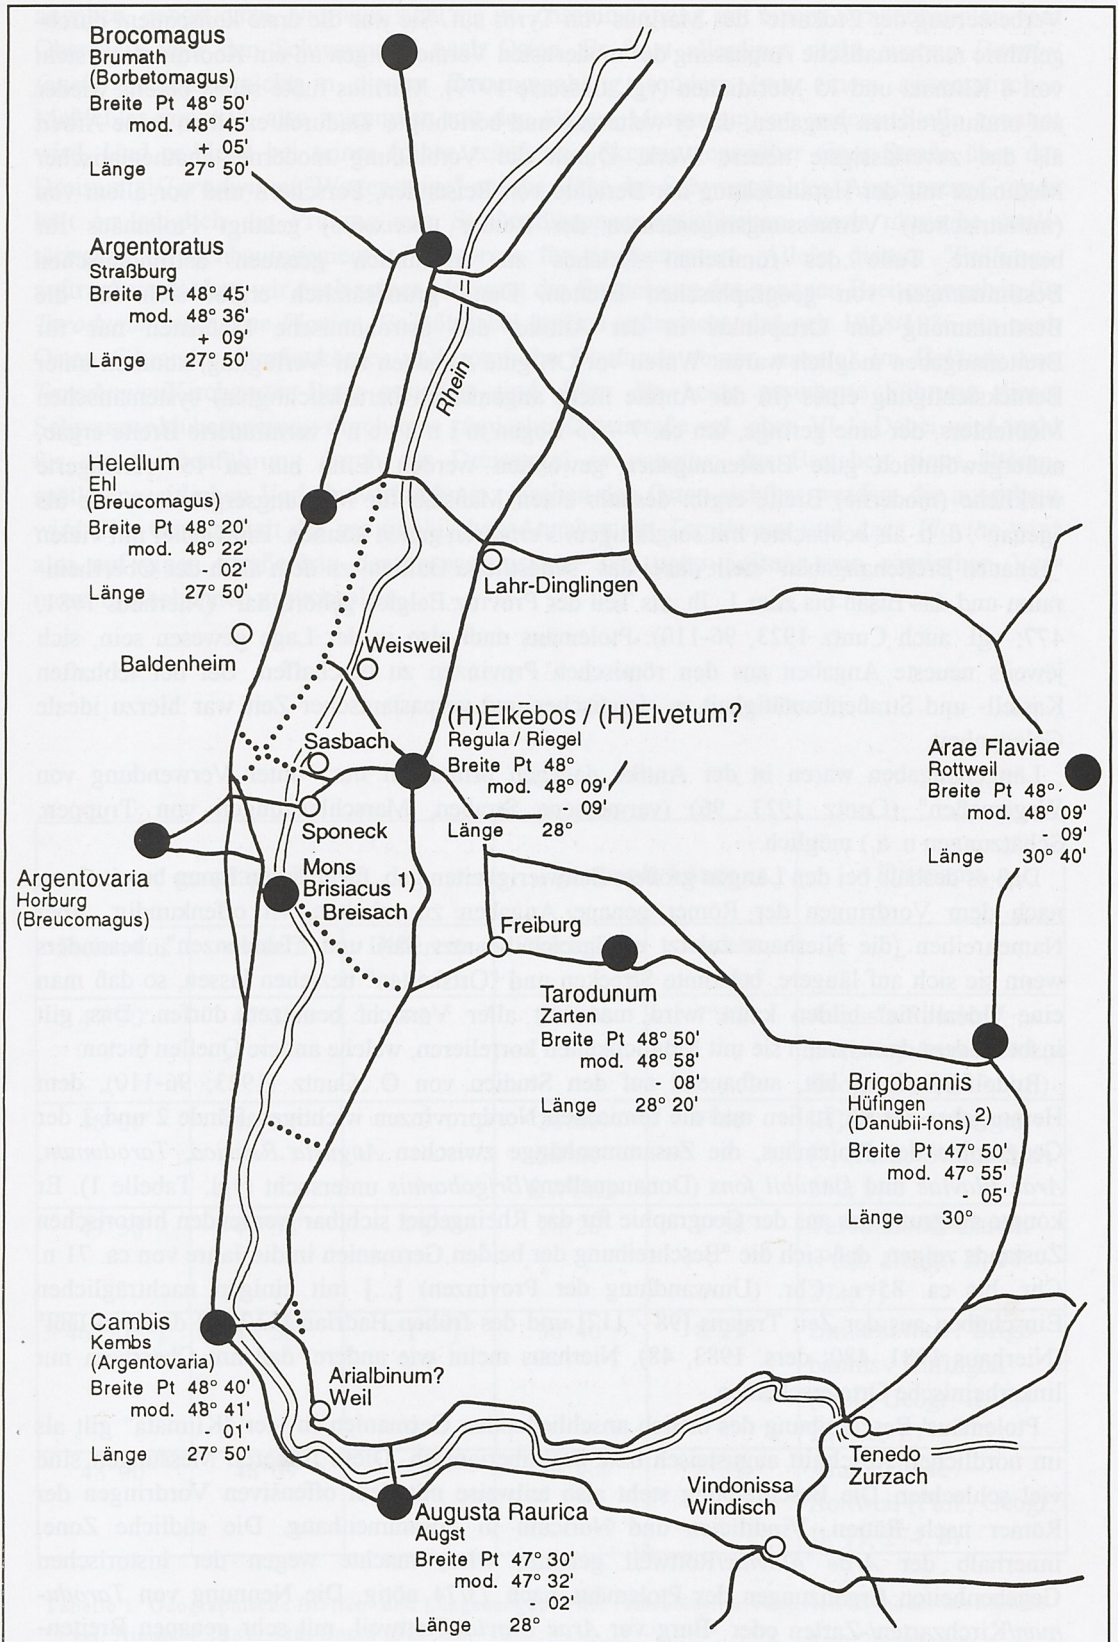 Brocomagus
Brumath
(Borbetomagus)
Breite Pt 48° 50'
mod. 48° 45'
+ 05'
Länge 27° 50'
Argentoratus
Straßburg
Breite Pt 48° 45'
mod. 48° 36'
+ 09'
Länge 27° 50'
Rhein
Helellum
Ehl
(Breucomagus)
Breite Pt 48° 20'
mod. 48° 22'
- 02'
Länge 27° 50'
Lahr-Dinglingen
Baldenheim
Weisweil
(H)Elkebos / (H)Elvetum?
Regula / Riegel
Breite Pt 48°
mod. 48° 09'
- 09'
Länge 28°
Sasbach
Sponeck
Arae Flaviae
Rottweil
Breite Pt 48°
mod. 48° 09'
- 09'
Länge 30° 40'
Argentovaria
Horburg
(Breucomagus)
Mons
Brisiacus 1)
Breisach
Freiburg
Tarodunum
Zarten
Breite Pt 48° 50'
mod. 48° 58'
- 08'
Länge 28° 20'
Brigobannis
Hüfingen
(Danubii-fons) 2)
Breite Pt 47° 50'
mod. 47° 55'
- 05'
Länge 30°
Cambis
Kembs
(Argentovaria)
Breite Pt 48° 40'
mod. 48° 41'
- 01'
Länge 27° 50'
Arialbinum?
Weil
Tenedo
Zurzach
Vindonissa
Windisch
Augusta Raurica
Augst
Breite Pt 47° 30'
mod. 47° 32'
02'
Länge 28°